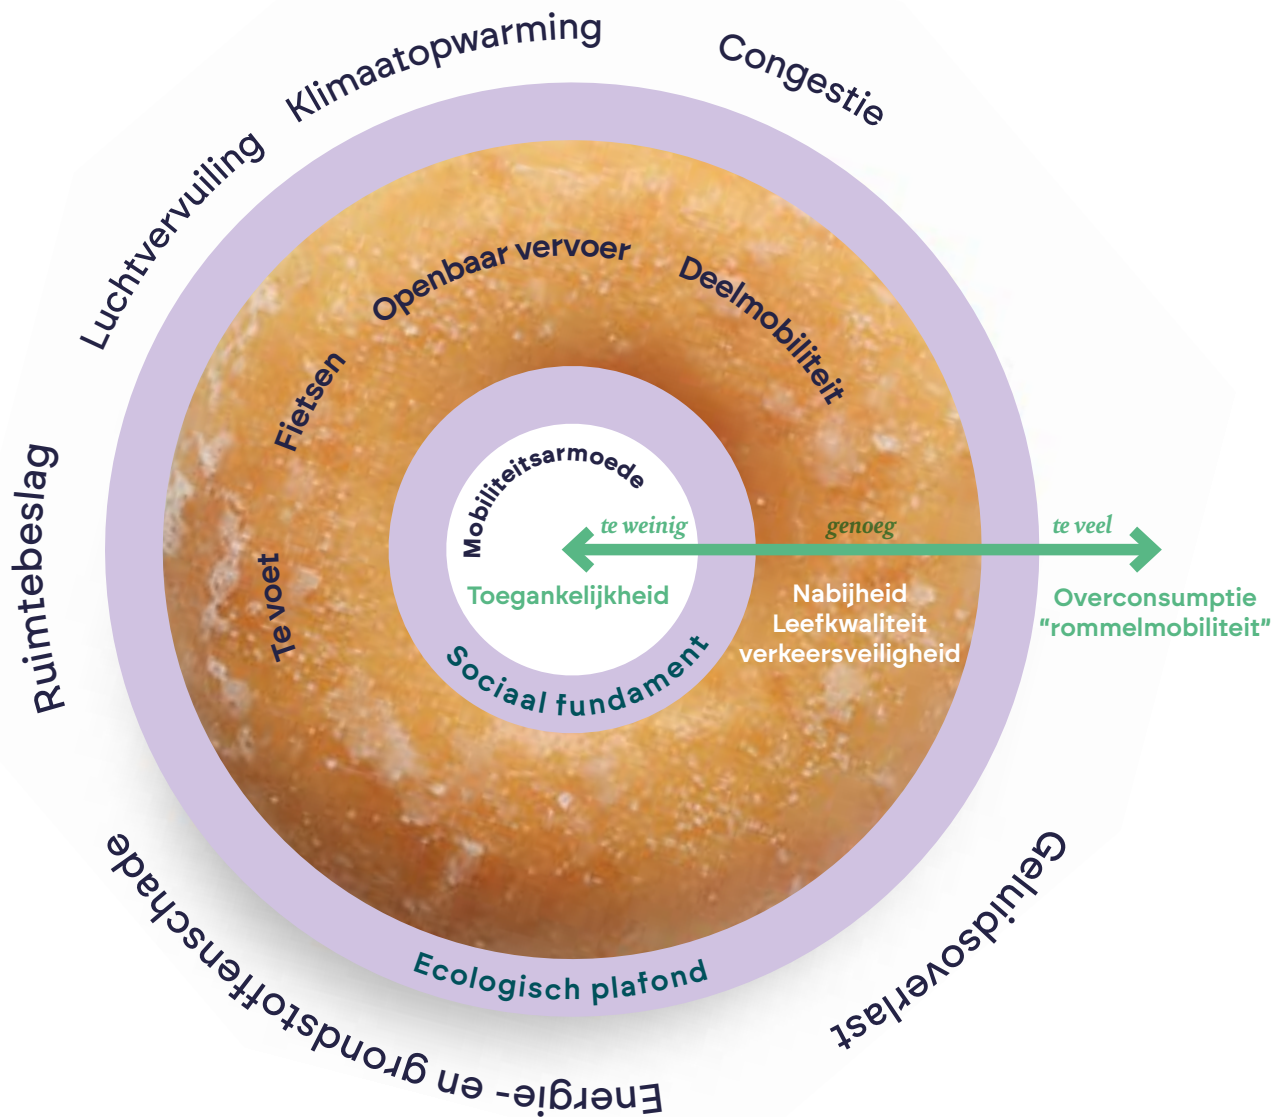 Klimaatopwarming
Congestie
Luchtvervuiling
Ruimtebeslag
Energie- en grondstoffenschade
Geluidsoverlast
Openbaar vervoer
Deelmobiliteit
Fietsen
Te voet
Mobiliteitsarmoede
te weinig
genoeg
te veel
Toegankelijkheid
Nabijheid
Leefkwaliteit
verkeersveiligheid
Overconsumptie
"rommelmobiliteit"
Sociaal fundament
Ecologisch plafond